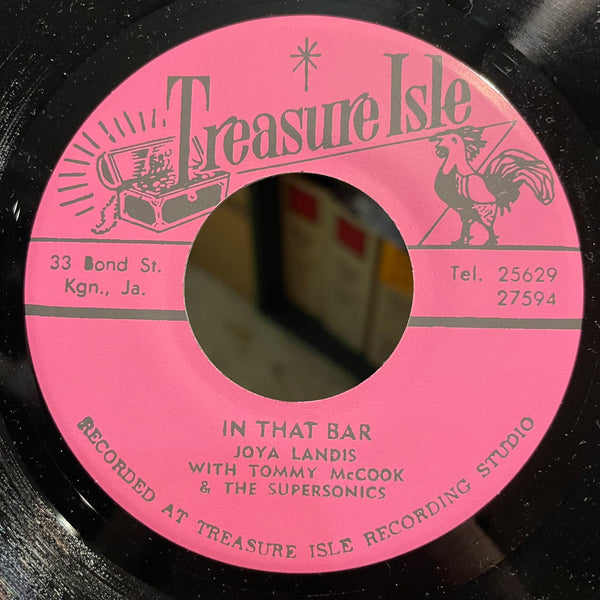 Treasure Isle
33 Bond St.
Kgn., Ja.
Tel. 25629
27594
IN THAT BAR
JOYA LANDIS
WITH TOMMY McCOOK
& THE SUPERSONICS
RECORDED AT TREASURE ISLE RECORDING STUDIO